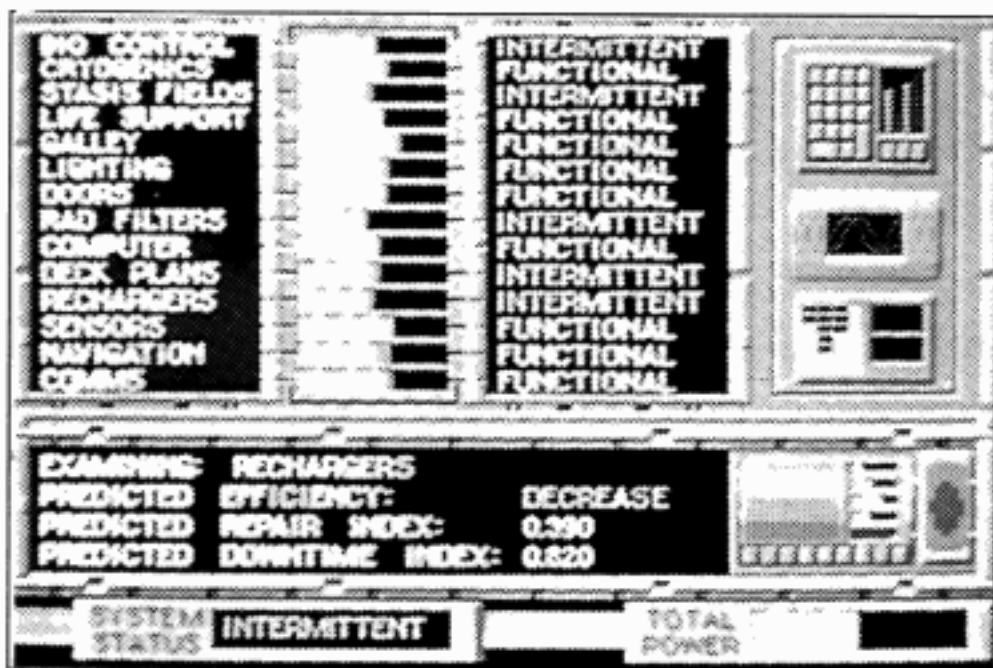 BIO CONTROL INTERMITTENT
CRYOGENICS FUNCTIONAL
STASIS FIELDS INTERMITTENT
LIFE SUPPORT FUNCTIONAL
GALLEY FUNCTIONAL
LIGHTING FUNCTIONAL
DOORS FUNCTIONAL
RAD FILTERS INTERMITTENT
COMPUTER FUNCTIONAL
DECK PLANS INTERMITTENT
RECHARGERS INTERMITTENT
SENSORS FUNCTIONAL
NAVIGATION FUNCTIONAL
COMMS FUNCTIONAL
EXAMINING: RECHARGERS
PREDICTED EFFICIENCY: DECREASE
PREDICTED REPAIR INDEX: 0.390
PREDICTED DOWNTIME INDEX: 0.820
SYSTEM STATUS INTERMITTENT
TOTAL POWER